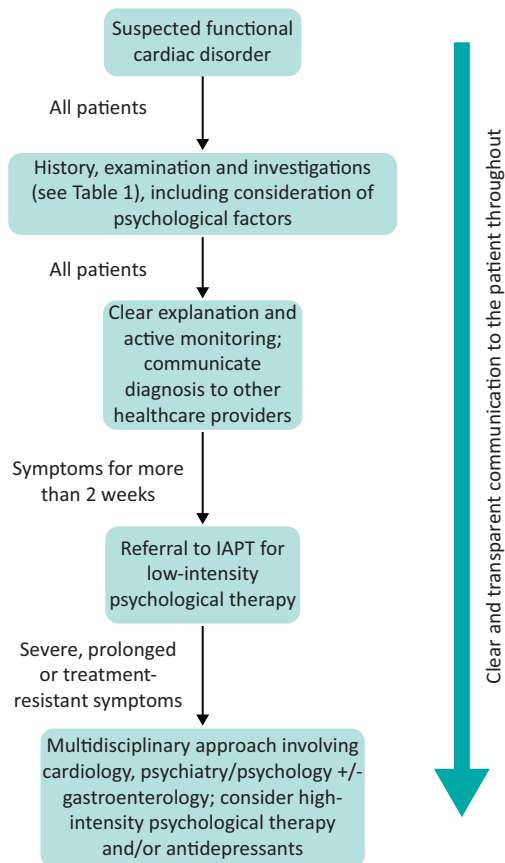 Suspected functional
cardiac disorder
All patients
History, examination and investigations
(see Table 1), including consideration of
psychological factors
All patients
Clear explanation and
active monitoring;
communicate
diagnosis to other
healthcare providers
Symptoms for more
than 2 weeks
Referral to IAPT for
low-intensity
psychological therapy
Severe, prolonged
or treatment-
resistant symptoms
Multidisciplinary approach involving
cardiology, psychiatry/psychology +/-
gastroenterology; consider high-
intensity psychological therapy
and/or antidepressants
Clear and transparent communication to the patient throughout